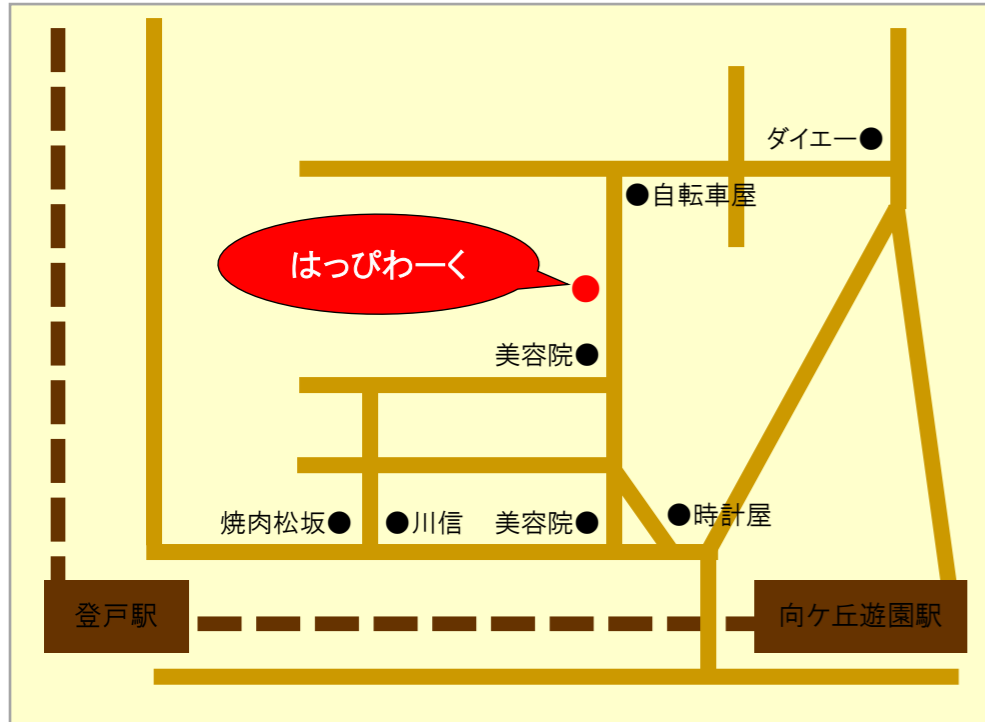 ダイエー●
●自転車屋
はっぴわーく
美容院●
焼肉松坂●
●川信
美容院●
●時計屋
登戸駅
向ケ丘遊園駅